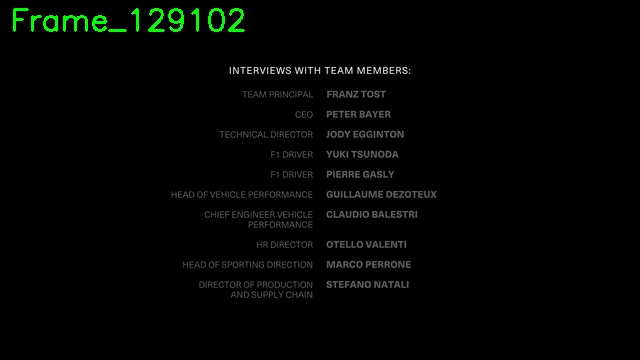 Frame_129102
INTERVIEWS WITH TEAM MEMBERS:
TEAM PRINCIPAL FRANZ TOST
CEO PETER BAYER
TECHNICAL DIRECTOR JODY EGGINTON
F1 DRIVER YUKI TSUNODA
F1 DRIVER PIERRE GASLY
HEAD OF VEHICLE PERFORMANCE GUILLAUME DEZOTEUX
CHIEF ENGINEER VEHICLE CLAUDIO BALESTRI
PERFORMANCE
HR DIRECTOR OTELLO VALENTI
HEAD OF SPORTING DIRECTION MARCO PERRONE
DIRECTOR OF PRODUCTION STEFANO NATALI
AND SUPPLY CHAIN